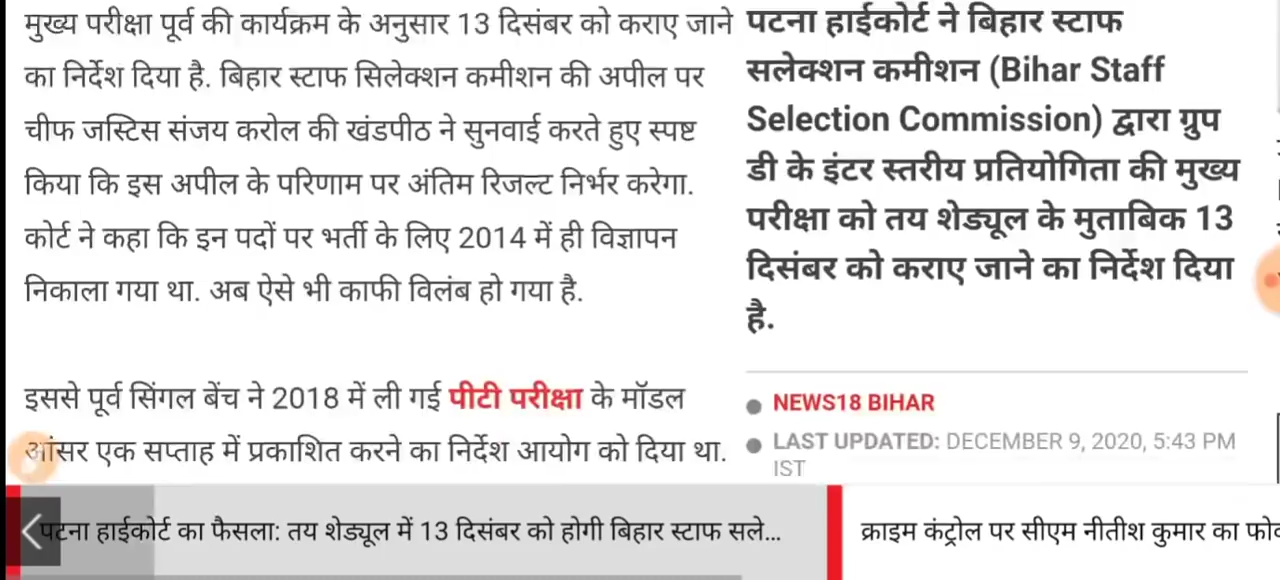 मुख्य परीक्षा पूर्व की कार्यक्रम के अनुसार 13 दिसंबर को कराए जाने
का निर्देश दिया है. बिहार स्टाफ सिलेक्शन कमीशन की अपील पर
चीफ जस्टिस संजय करोल की खंडपीठ ने सुनवाई करते हुए स्पष्ट
किया कि इस अपील के परिणाम पर अंतिम रिजल्ट निर्भर करेगा.
कोर्ट ने कहा कि इन पदों पर भर्ती के लिए 2014 में ही विज्ञापन
निकाला गया था. अब ऐसे भी काफी विलंब हो गया है.
इससे पूर्व सिंगल बेंच ने 2018 में ली गई पीटी परीक्षा के मॉडल
आंसर एक सप्ताह में प्रकाशित करने का निर्देश आयोग को दिया था.
पटना हाईकोर्ट ने बिहार स्टाफ
सलेक्शन कमीशन (Bihar Staff
Selection Commission) द्वारा ग्रुप
डी के इंटर स्तरीय प्रतियोगिता की मुख्य
परीक्षा को तय शेड्यूल के मुताबिक 13
दिसंबर को कराए जाने का निर्देश दिया
है.
NEWS18 BIHAR
LAST UPDATED: DECEMBER 9, 2020, 5:43 PM
IST
पटना हाईकोर्ट का फैसला: तय शेड्यूल में 13 दिसंबर को होगी बिहार स्टाफ सले...
क्राइम कंट्रोल पर सीएम नीतीश कुमार का